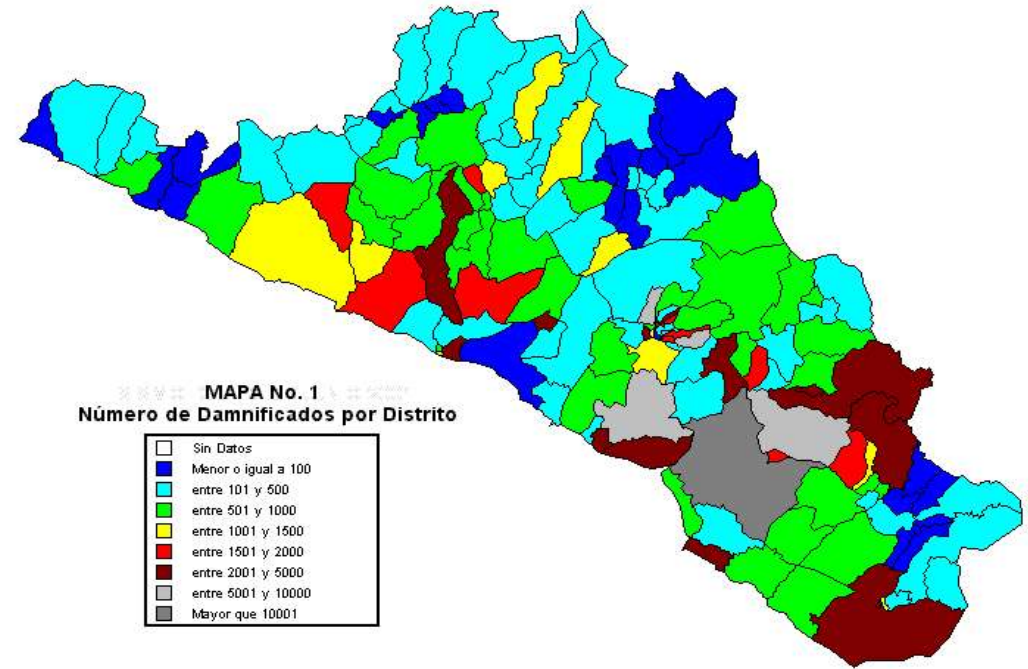 MAPA No. 1
Número de Damnificados por Distrito
Sin Datos
Menor o igual a 100
entre 101 y 500
entre 501 y 1000
entre 1001 y 1500
entre 1501 y 2000
entre 2001 y 5000
entre 5001 y 10000
Mayor que 10001